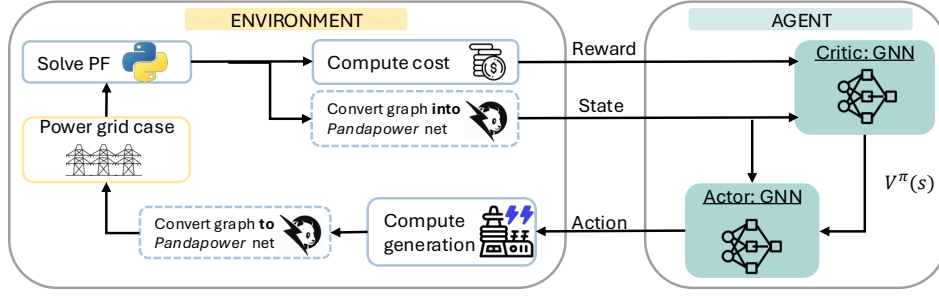 ENVIRONMENT
AGENT
Solve PF
Compute cost
Reward
Critic: GNN
Convert graph into
Pandapower net
State
Power grid case
V^π(s)
Actor: GNN
Convert graph to
Pandapower net
Compute
generation
Action